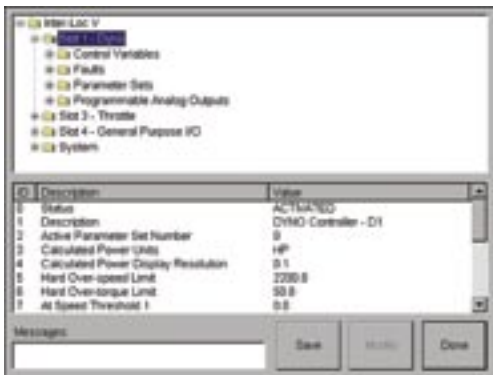 Inter-Loc V
Slot 1 - Dyno
Control Variables
Faults
Parameter Sets
Programmable Analog Outputs
Slot 3 - Throttle
Slot 4 - General Purpose I/O
System
ID Description Value
0 Status ACTIVATED
1 Description DYNO Controller - D1
2 Active Parameter Set Number 0
3 Calculated Power Units HP
4 Calculated Power Display Resolution 0.1
5 Hard Over-speed Limit 2200.0
6 Hard Over-torque Limit 50.0
7 At Speed Threshold 1 0.0
Messages:
Save Modify Done